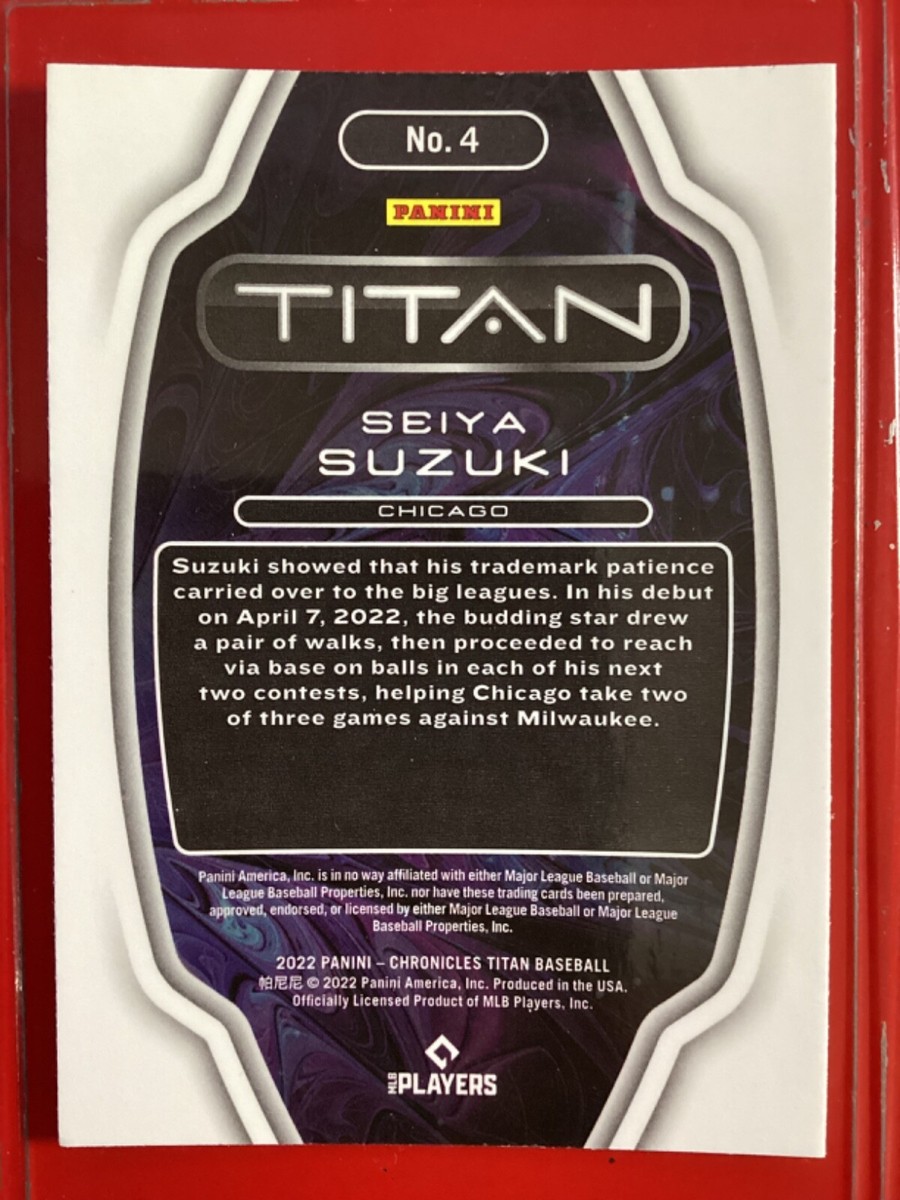 No. 4
PANINI
TITAN
SEIYA
SUZUKI
CHICAGO
Suzuki showed that his trademark patience
carried over to the big leagues. In his debut
on April 7, 2022, the budding star drew
a pair of walks, then proceeded to reach
via base on balls in each of his next
two contests, helping Chicago take two
of three games against Milwaukee.
Panini America, Inc. is in no way affiliated with either Major League Baseball or Major
League Baseball Properties, Inc. nor have these trading cards been prepared,
approved, endorsed, or licensed by either Major League Baseball or Major League
Baseball Properties, Inc.
2022 PANINI – CHRONICLES TITAN BASEBALL
帕尼尼 © 2022 Panini America, Inc. Produced in the USA.
Officially Licensed Product of MLB Players, Inc.
MLB PLAYERS